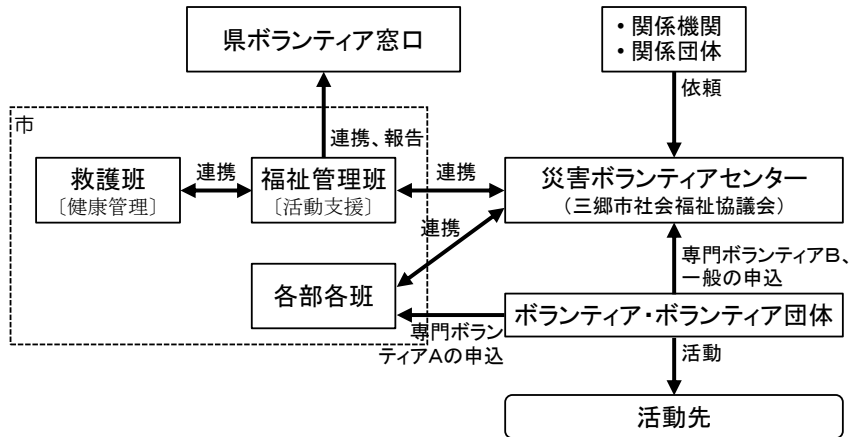 県ボランティア窓口
・関係機関
・関係団体
依頼
市
連携、報告
救護班
〔健康管理〕
連携
福祉管理班
〔活動支援〕
連携
災害ボランティアセンター
（三郷市社会福祉協議会）
連携
専門ボランティアＢ、
一般の申込
各部各班
ボランティア・ボランティア団体
専門ボラン
ティアＡの申込
活動
活動先